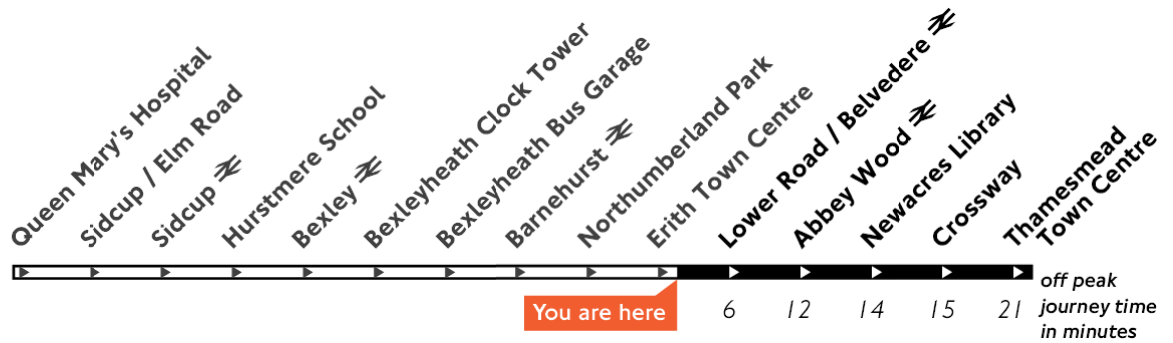 Queen Mary's Hospital
Sidcup / Elm Road
Sidcup
Hurstmere School
Bexley
Bexleyheath Clock Tower
Bexleyheath Bus Garage
Barnehurst
Northumberland Park
Erith Town Centre
Lower Road / Belvedere
Abbey Wood
Newacres Library
Crossway
Thamesmead
Town Centre
You are here
6 12 14 15 21
off peak
journey time
in minutes